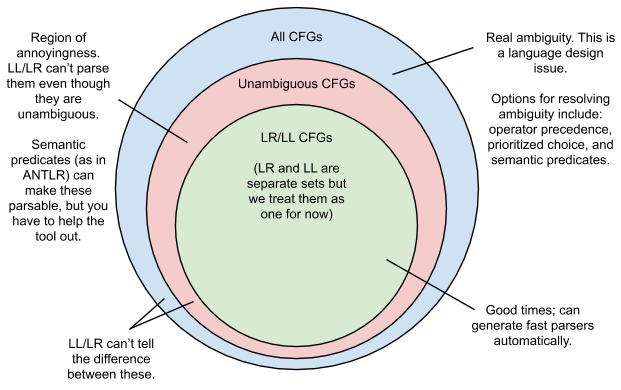 All CFGs
Unambiguous CFGs
LR/LL CFGs
(LR and LL are
separate sets but
we treat them as
one for now)
Region of
annoyingness.
LL/LR can't parse
them even though
they are
unambiguous.
Semantic
predicates (as in
ANTLR) can
make these
parsable, but you
have to help the
tool out.
Real ambiguity. This is
a language design
issue.
Options for resolving
ambiguity include:
operator precedence,
prioritized choice, and
semantic predicates.
LL/LR can't tell
the difference
between these.
Good times; can
generate fast parsers
automatically.